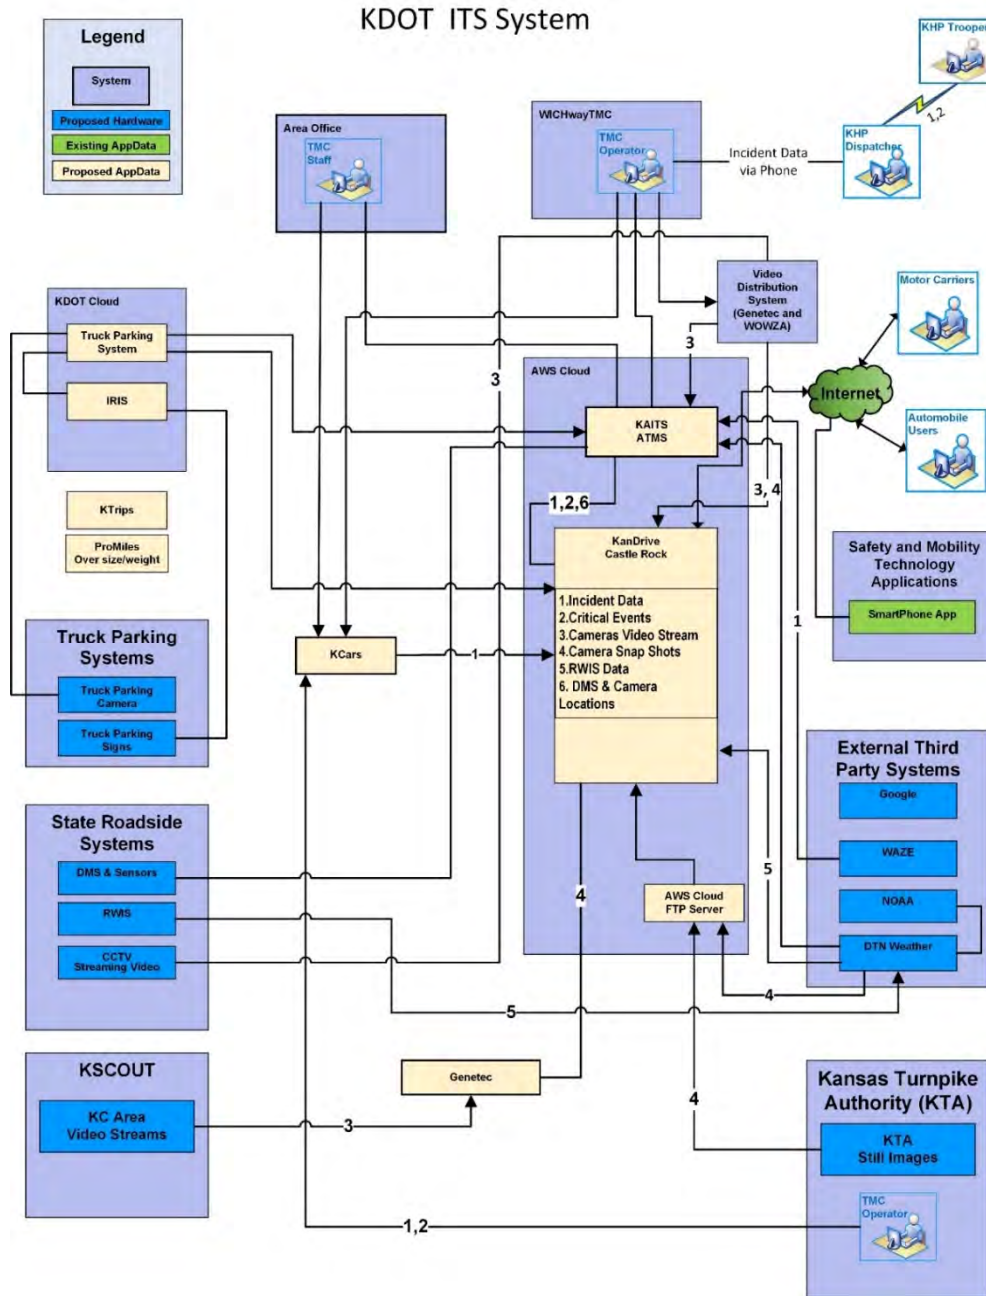 KDOT ITS System
Legend
System
Proposed Hardware
Existing AppData
Proposed AppData
Area Office
TMC
Staff
WICHwayTMC
TMC
Operator
Incident Data
via Phone
KHP Trooper
1,2
KHP
Dispatcher
Video
Distribution
System
(Genetec and
WOWZA)
Motor Carriers
Internet
Automobile
Users
KDOT Cloud
Truck Parking
System
IRIS
3
3
AWS Cloud
KAITS
ATMS
3, 4
1,2,6
KTrips
ProMiles
Over size/weight
KanDrive
Castle Rock
1.Incident Data
2.Critical Events
3.Cameras Video Stream
4.Camera Snap Shots
5.RWIS Data
6. DMS & Camera
Locations
Safety and Mobility
Technology
Applications
SmartPhone App
1
Truck Parking
Systems
Truck Parking
Camera
Truck Parking
Signs
KCars
1
External Third
Party Systems
Google
WAZE
NOAA
DTN Weather
State Roadside
Systems
DMS & Sensors
RWIS
CCTV
Streaming Video
5
4
AWS Cloud
FTP Server
4
5
KSCOUT
KC Area
Video Streams
3
Genetec
4
Kansas Turnpike
Authority (KTA)
KTA
Still Images
TMC
Operator
1,2